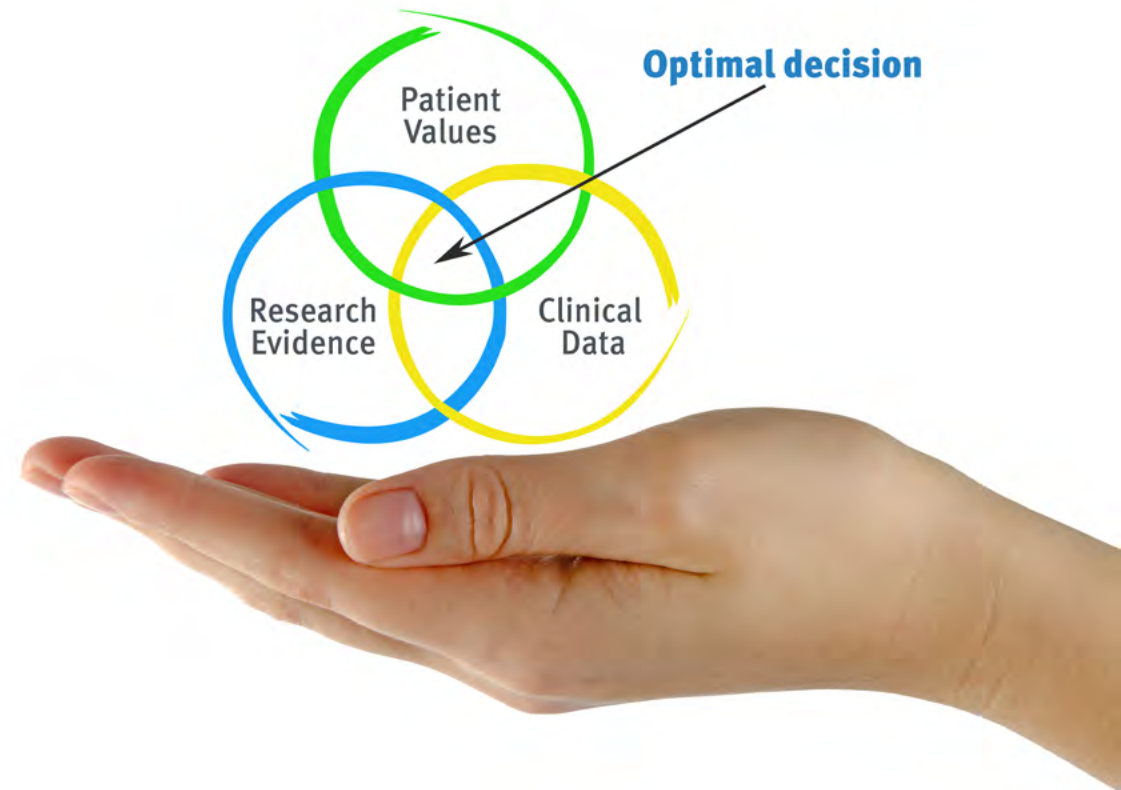 Optimal decision
Patient
Values
Research
Evidence
Clinical
Data